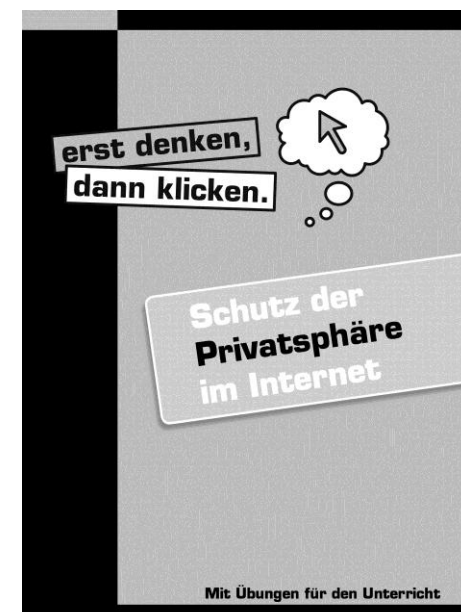 erst denken,
dann klicken.
Schutz der
Privatsphäre
im Internet
Mit Übungen für den Unterricht